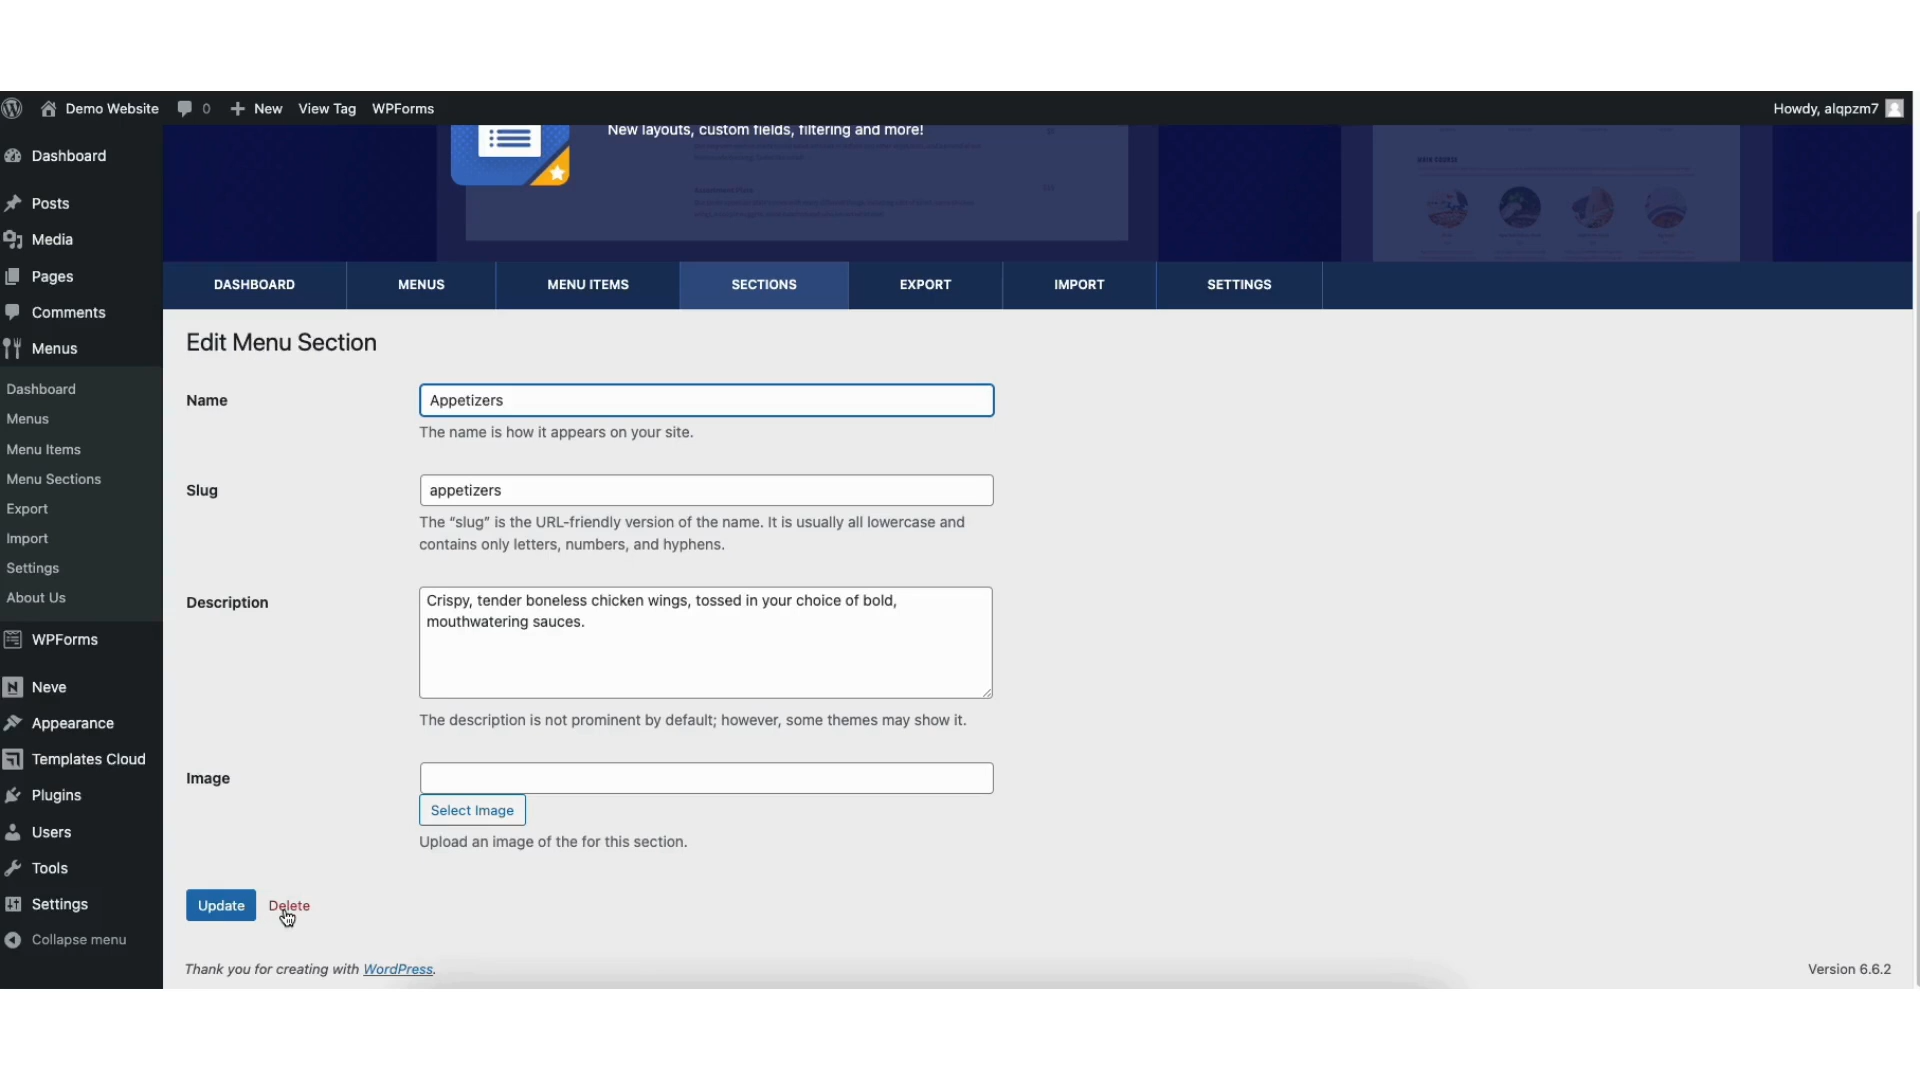 Demo Website 0 New View Tag WPForms Howdy, alqpzm7
New layouts, custom fields, filtering and more!
Dashboard
Posts
Media
Pages
Comments
Menus
Dashboard
Menus
Menu Items
Menu Sections
Export
Import
Settings
About Us
WPForms
Neve
Appearance
Templates Cloud
Plugins
Users
Tools
Settings
Collapse menu
DASHBOARD MENUS MENU ITEMS SECTIONS EXPORT IMPORT SETTINGS
Edit Menu Section
Name
Appetizers
The name is how it appears on your site.
Slug
appetizers
The “slug” is the URL-friendly version of the name. It is usually all lowercase and
contains only letters, numbers, and hyphens.
Description
Crispy, tender boneless chicken wings, tossed in your choice of bold,
mouthwatering sauces.
The description is not prominent by default; however, some themes may show it.
Image
Select Image
Upload an image of the for this section.
Update Delete
Thank you for creating with WordPress.
Version 6.6.2